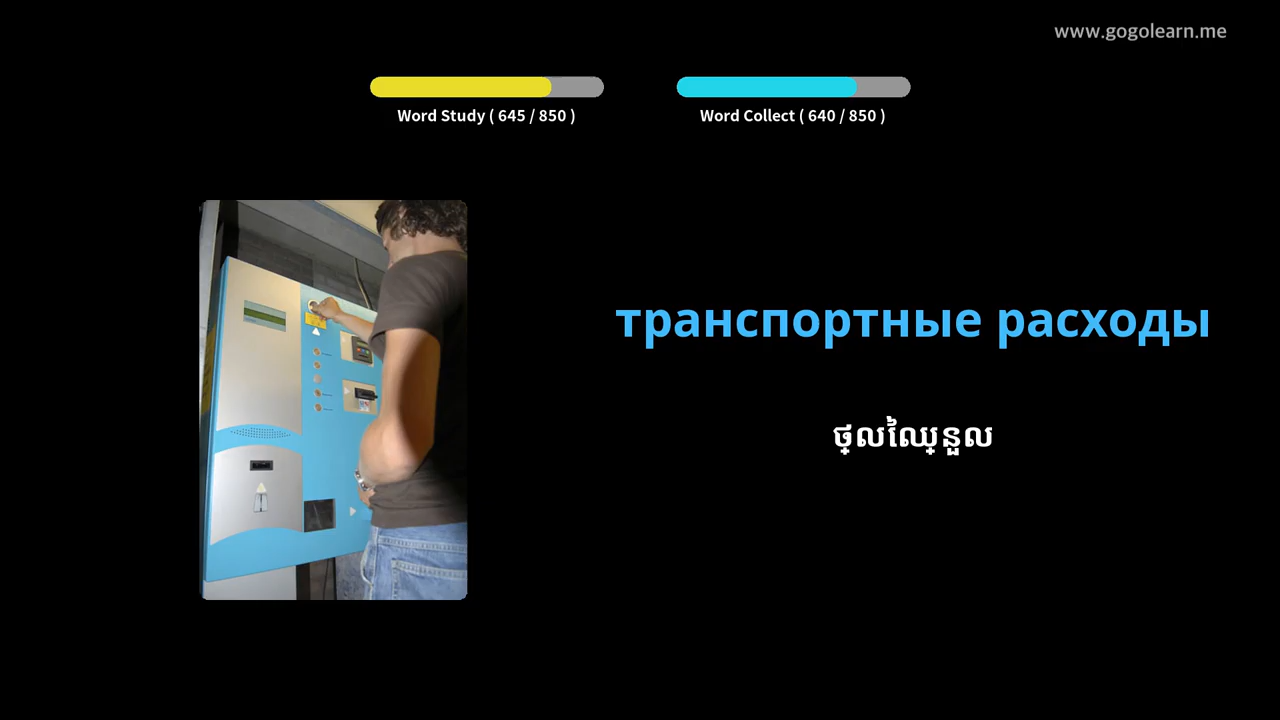 www.gogolearn.me
Word Study ( 645 / 850 )
Word Collect ( 640 / 850 )
транспортные расходы
ថ្លៃឈ្នួល